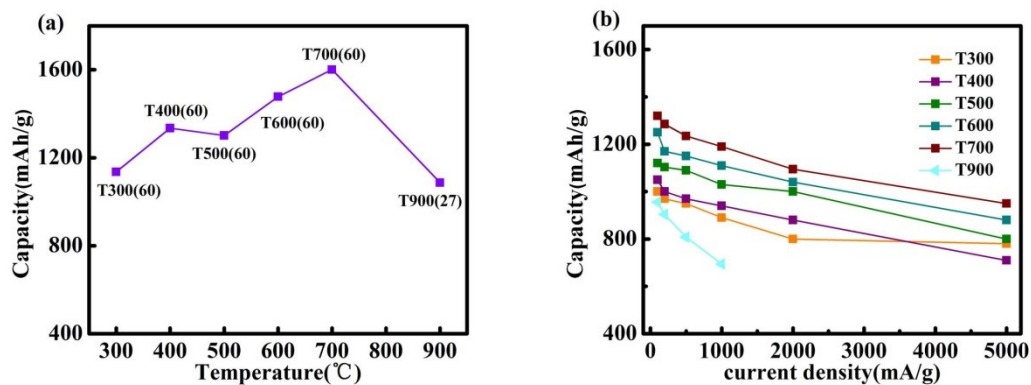 (a)
Capacity(mAh/g)
1600
1200
800
400
T300(60)
T400(60)
T500(60)
T600(60)
T700(60)
T900(27)
300 400 500 600 700 800 900
Temperature(℃)
(b)
Capacity(mAh/g)
1600
1200
800
400
T300
T400
T500
T600
T700
T900
0 1000 2000 3000 4000 5000
current density(mA/g)